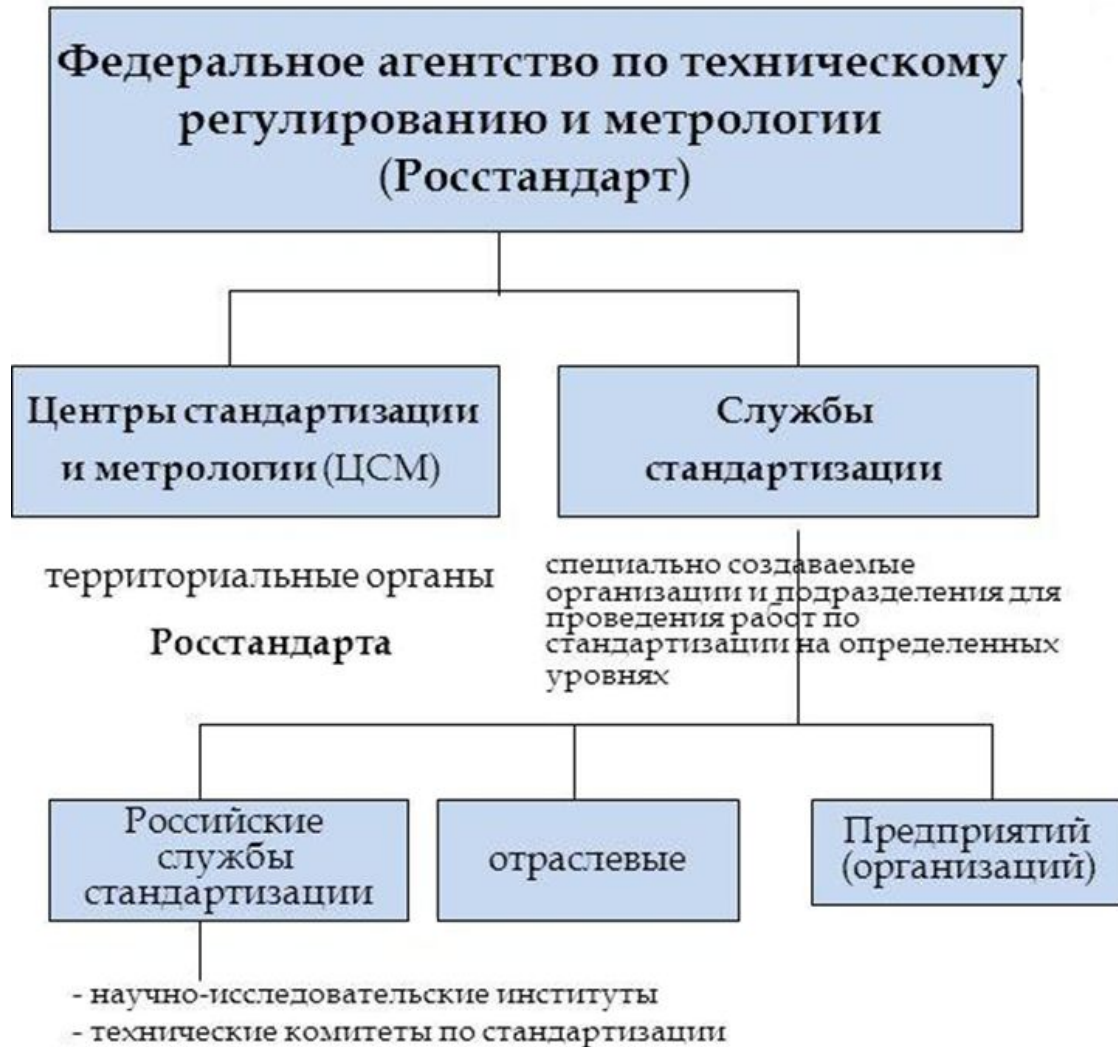 Федеральное агентство по техническому
регулированию и метрологии
(Росстандарт)
Центры стандартизации
и метрологии (ЦСМ)
Службы
стандартизации
территориальные органы
Росстандарта
специально создаваемые
организации и подразделения для
проведения работ по
стандартизации на определенных
уровнях
Российские
службы
стандартизации
отраслевые
Предприятий
(организаций)
- научно-исследовательские институты
- технические комитеты по стандартизации